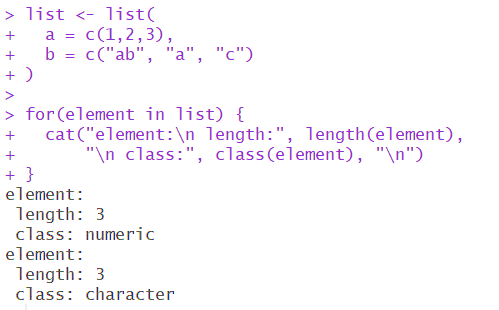 > list <- list(
+   a = c(1,2,3),
+   b = c("ab", "a", "c")
+ )
>
> for(element in list) {
+   cat("element:\n length:", length(element),
+       "\n class:", class(element), "\n")
+ }
element:
 length: 3
 class: numeric
element:
 length: 3
 class: character